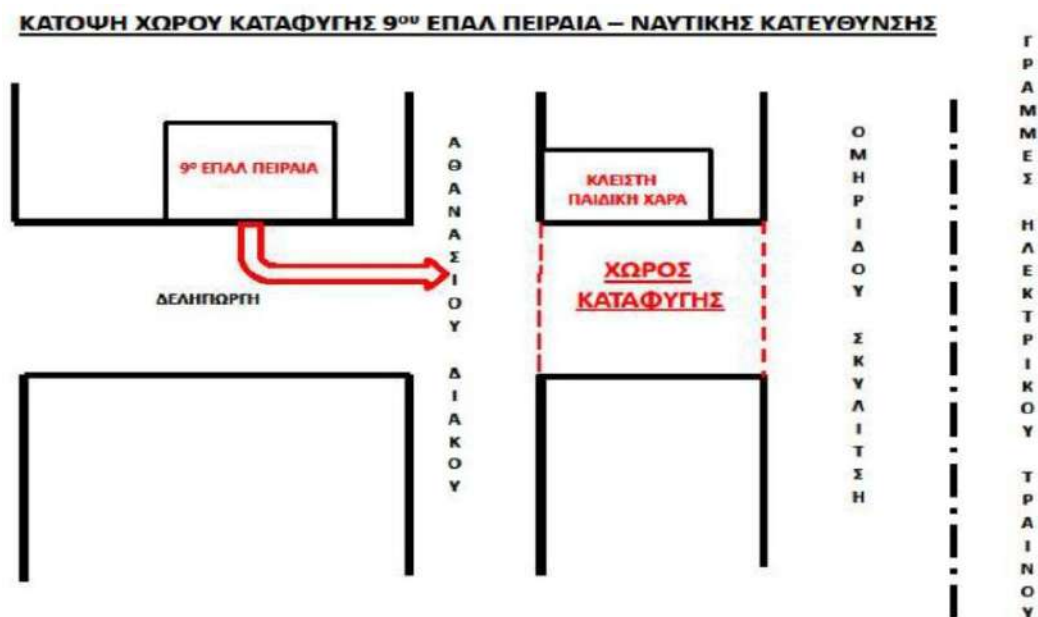 ΚΑΤΟΨΗ ΧΩΡΟΥ ΚΑΤΑΦΥΓΗΣ 9ου ΕΠΑΛ ΠΕΙΡΑΙΑ – ΝΑΥΤΙΚΗΣ ΚΑΤΕΥΘΥΝΣΗΣ
9ο ΕΠΑΛ ΠΕΙΡΑΙΑ
ΔΕΛΗΓΙΩΡΓΗ
ΑΘΑΝΑΣΙΟΥ ΔΙΑΚΟΥ
ΚΛΕΙΣΤΗ
ΠΑΙΔΙΚΗ ΧΑΡΑ
ΧΩΡΟΣ
ΚΑΤΑΦΥΓΗΣ
ΟΜΗΡΙΔΟΥ ΣΚΥΛΙΤΣΗ
ΓΡΑΜΜΕΣ ΗΛΕΚΤΡΙΚΟΥ ΤΡΑΙΝΟΥ